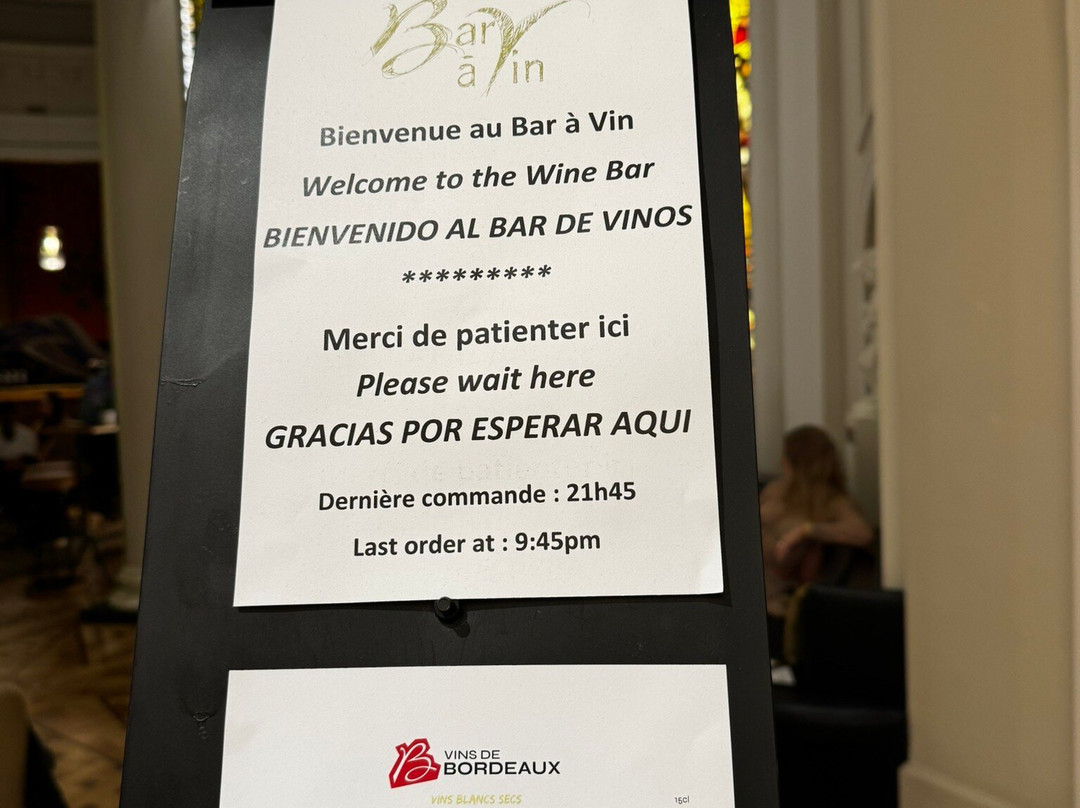 Bar
à Vin
Bienvenue au Bar à Vin
Welcome to the Wine Bar
BIENVENIDO AL BAR DE VINOS
*********
Merci de patienter ici
Please wait here
GRACIAS POR ESPERAR AQUI
Dernière commande : 21h45
Last order at : 9:45pm
VINS DE
BORDEAUX
VINS BLANCS SECS 15cl